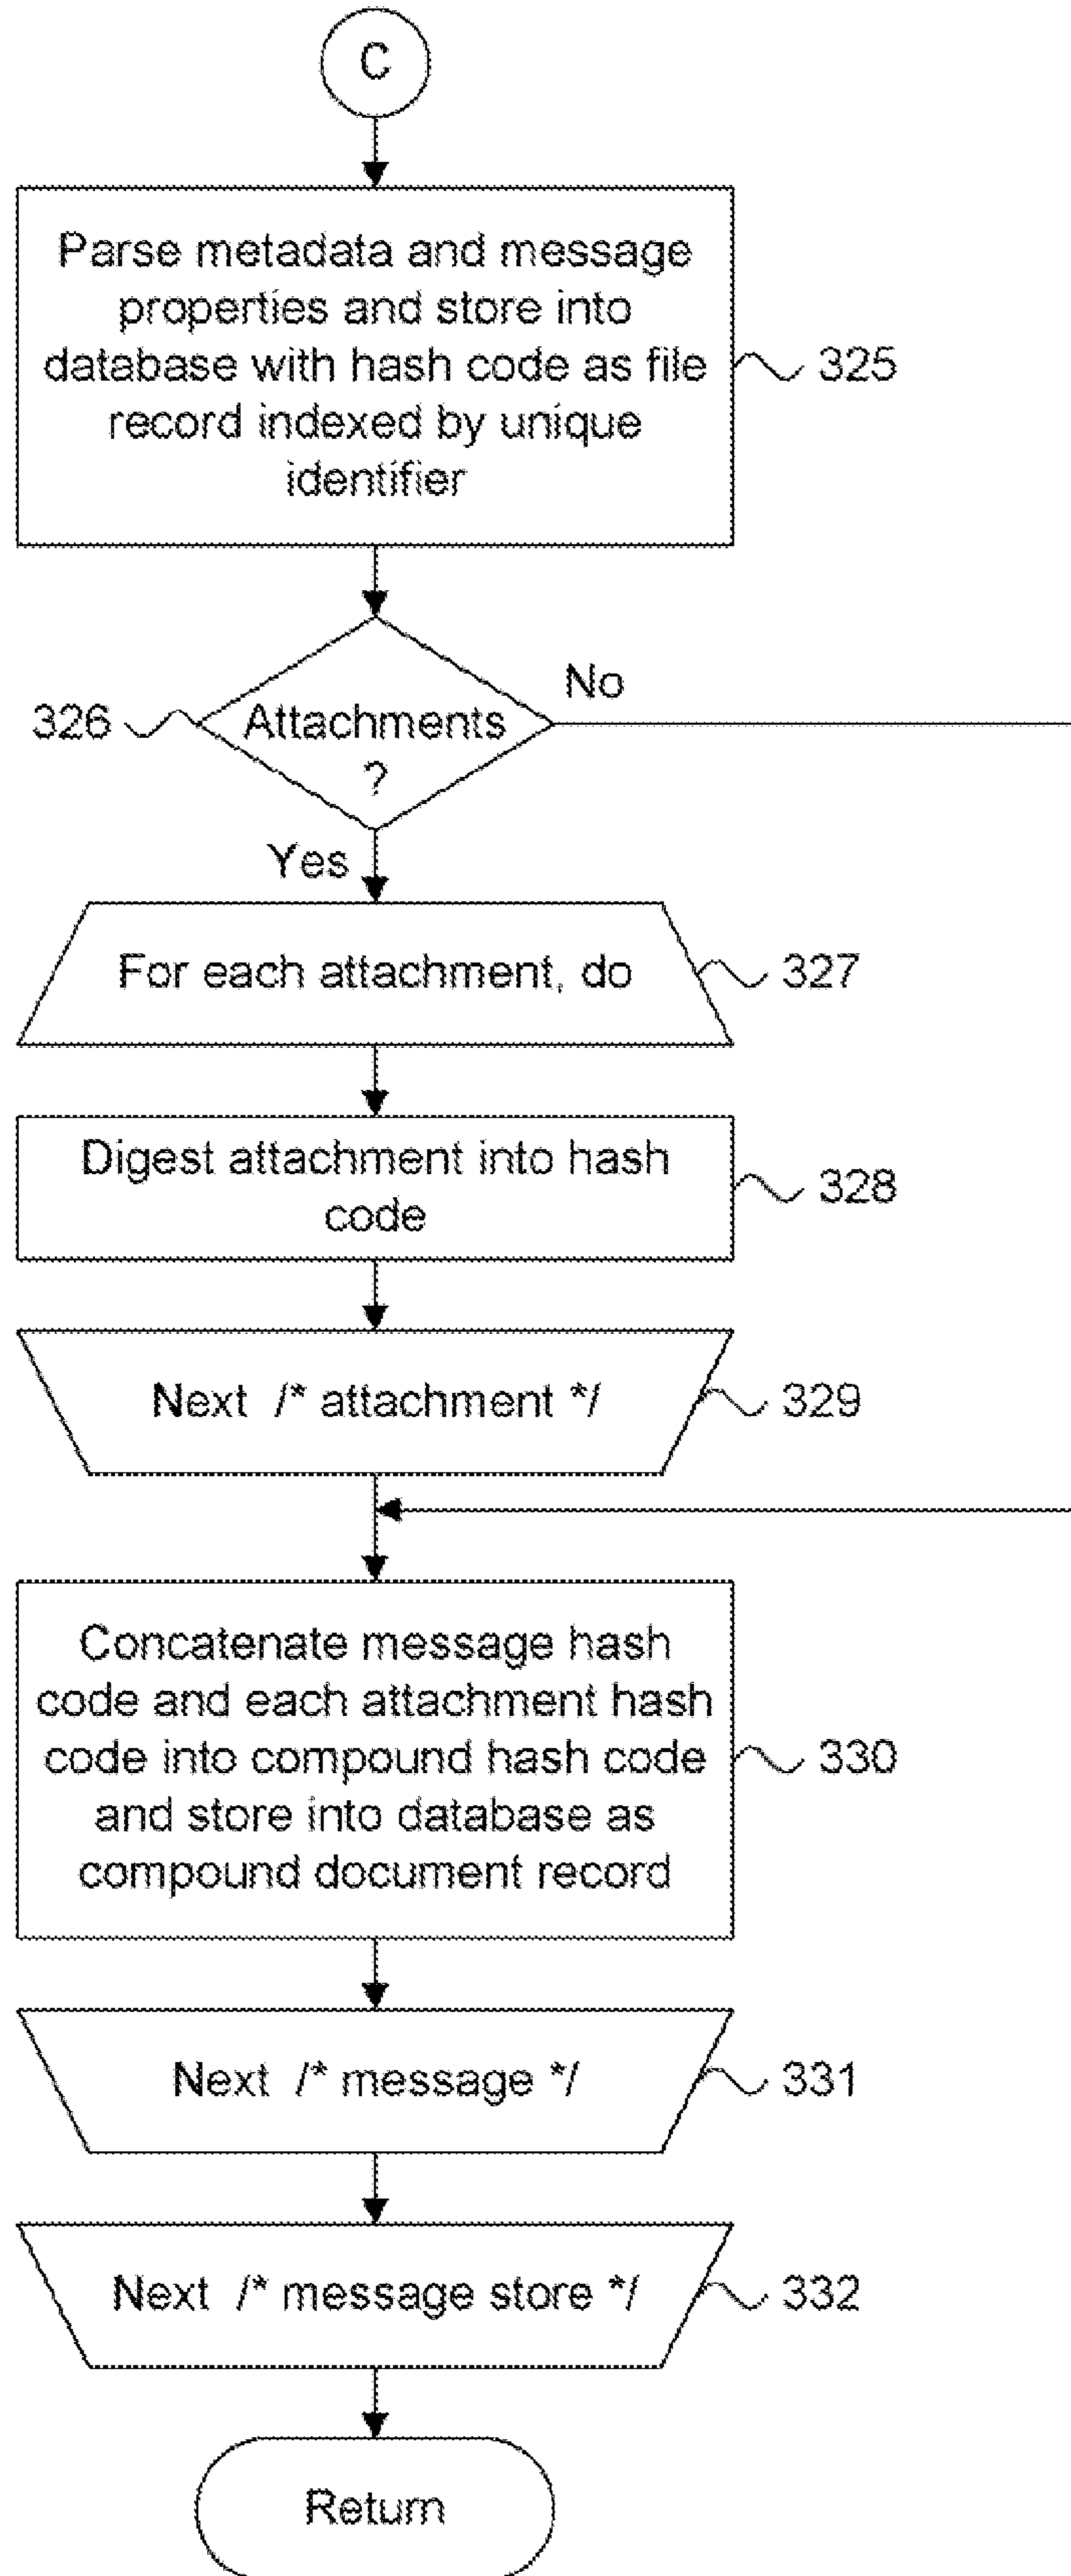 C
Parse metadata and message
properties and store into
database with hash code as file
record indexed by unique
identifier
325
326
Attachments
?
No
Yes
For each attachment, do
327
Digest attachment into hash
code
328
Next /* attachment */
329
Concatenate message hash
code and each attachment hash
code into compound hash code
and store into database as
compound document record
330
Next /* message */
331
Next /* message store */
332
Return